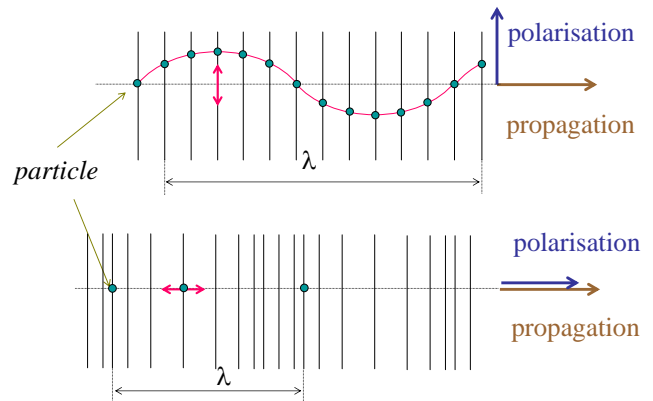 polarisation
propagation
λ
particle
polarisation
propagation
λ